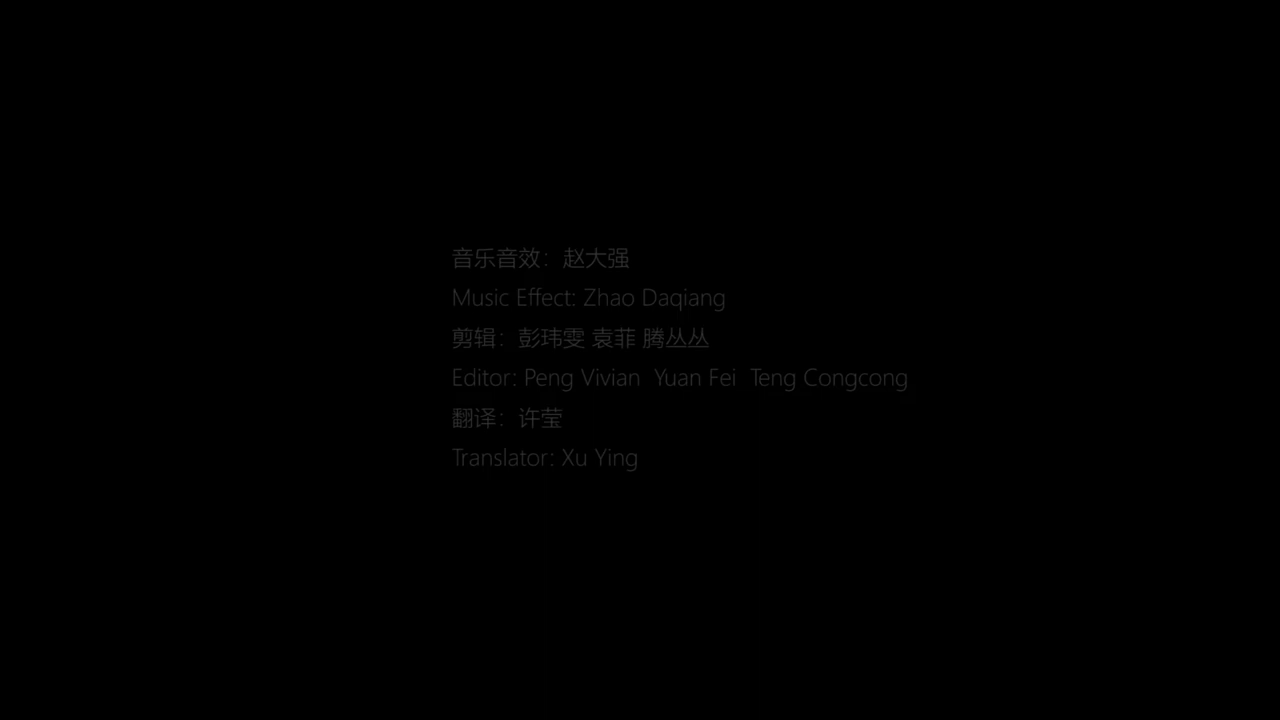 音乐音效：赵大强
Music Effect: Zhao Daqiang
剪辑：彭玮雯 袁菲 腾丛丛
Editor: Peng Vivian  Yuan Fei  Teng Congcong
翻译：许莹
Translator: Xu Ying